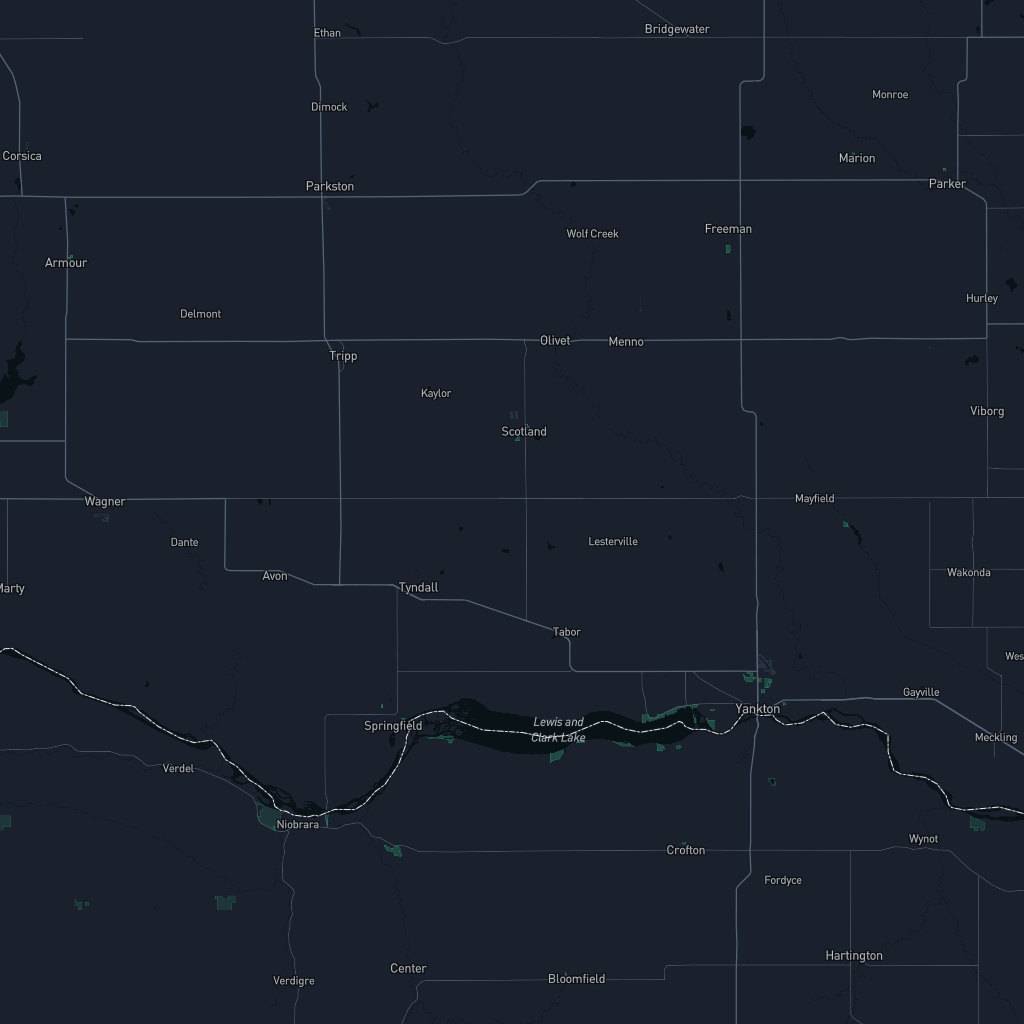 Ethan
Bridgewater
Monroe
Dimock
Corsica
Marion
Parkston
Parker
Freeman
Wolf Creek
Armour
Hurley
Delmont
Olivet
Menno
Tripp
Kaylor
Viborg
Scotland
Wagner
Mayfield
Dante
Lesterville
Wakonda
Avon
Tyndall
Marty
Tabor
Wes
Gayville
Yankton
Springfield
Lewis and
Clark Lake
Meckling
Verdel
Niobrara
Wynot
Crofton
Fordyce
Hartington
Center
Bloomfield
Verdigre